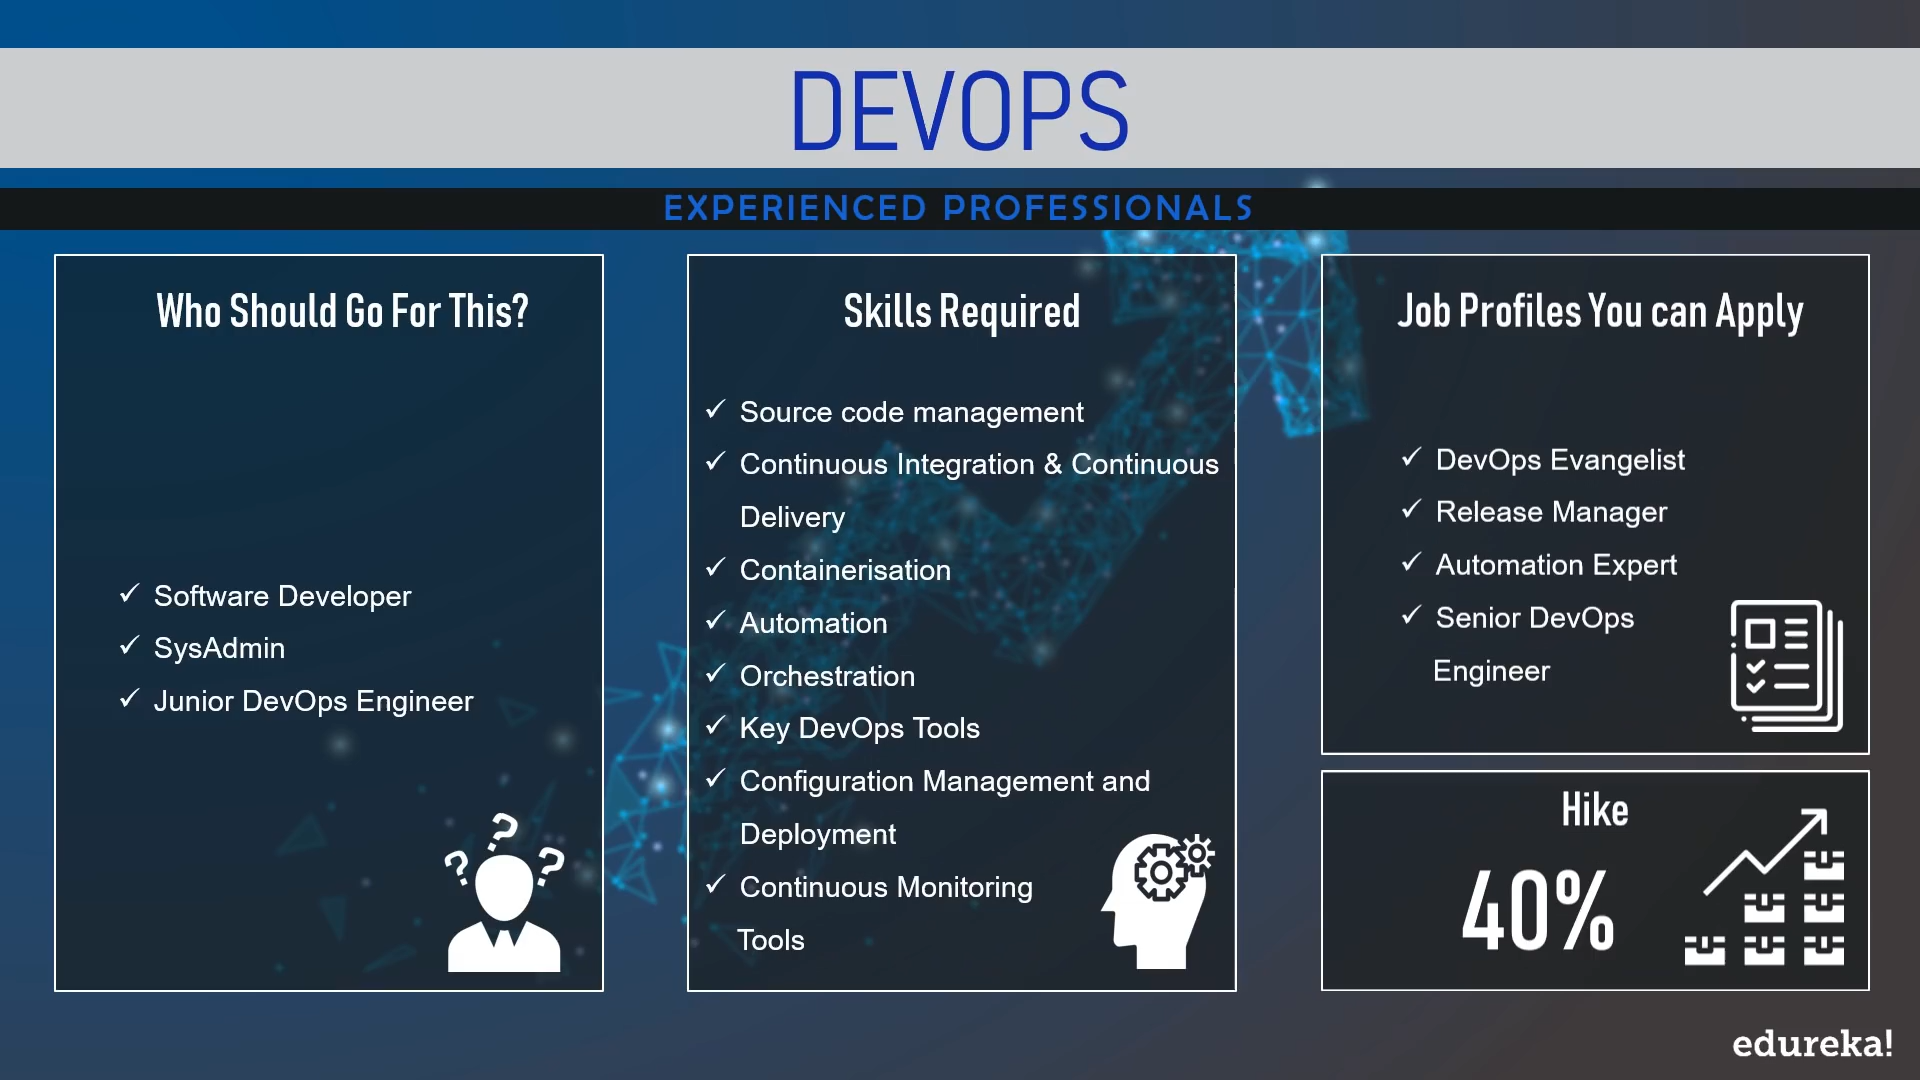 DEVOPS
EXPERIENCED PROFESSIONALS
Who Should Go For This?
✓ Software Developer
✓ SysAdmin
✓ Junior DevOps Engineer
Skills Required
✓ Source code management
✓ Continuous Integration & Continuous
Delivery
✓ Containerisation
✓ Automation
✓ Orchestration
✓ Key DevOps Tools
✓ Configuration Management and
Deployment
✓ Continuous Monitoring
Tools
Job Profiles You can Apply
✓ DevOps Evangelist
✓ Release Manager
✓ Automation Expert
✓ Senior DevOps
Engineer
Hike
40%
edureka!